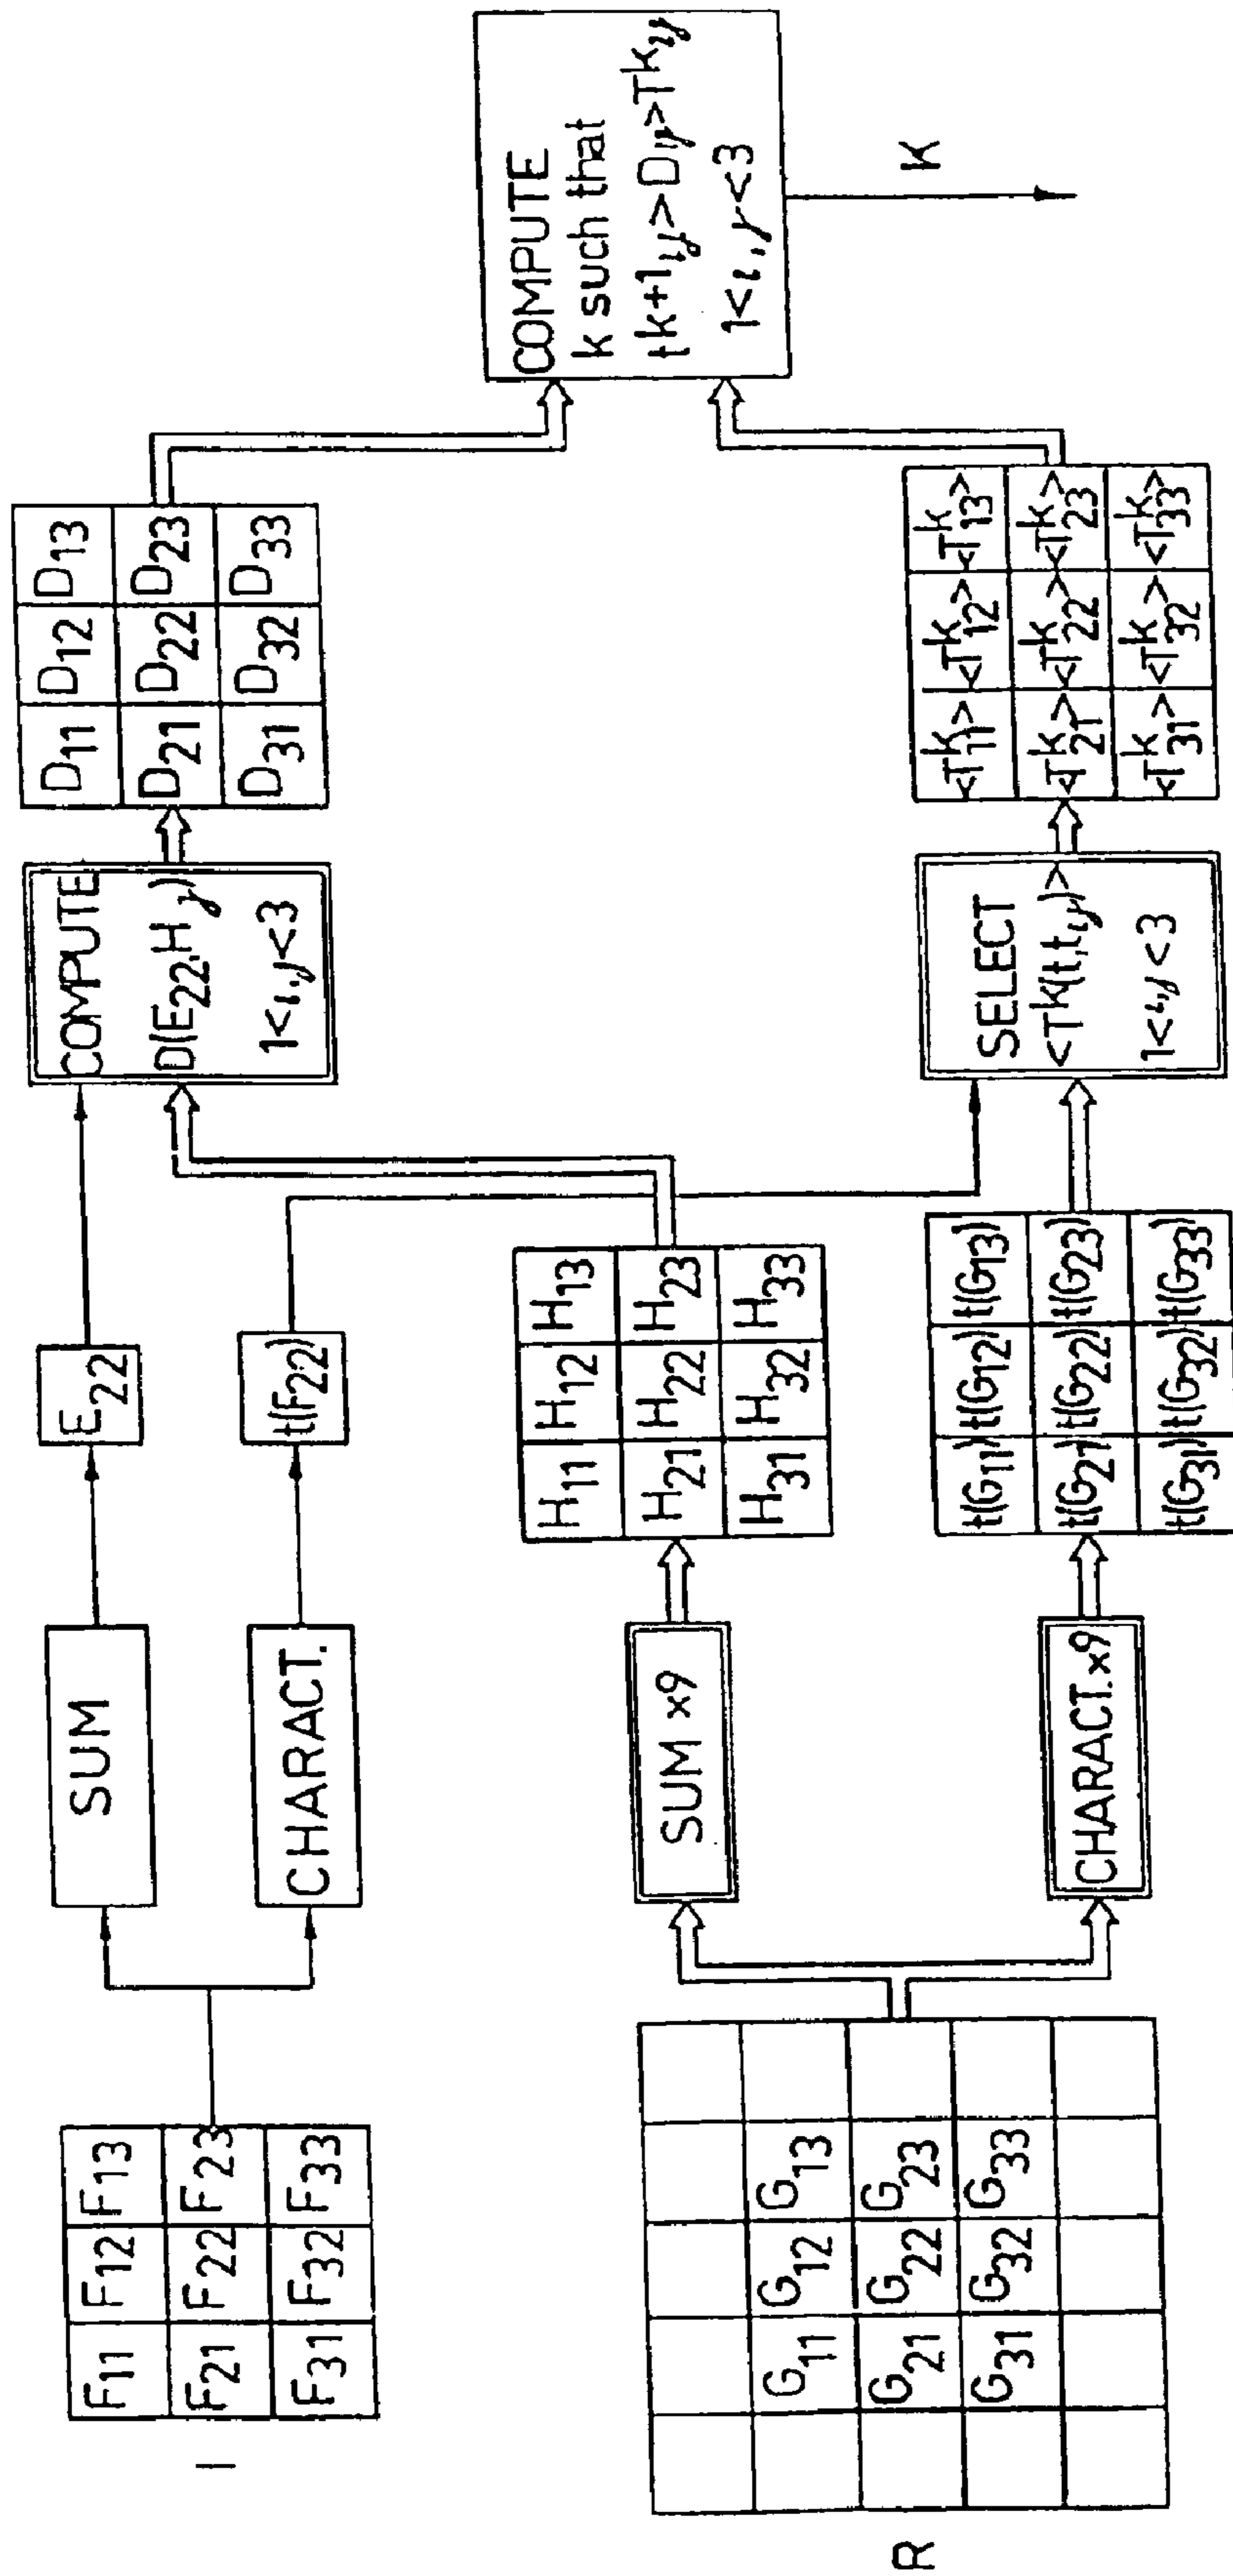 I
F11 F12 F13
F21 F22 F23
F31 F32 F33
SUM
CHARACT.
E22
t(F22)
COMPUTE
D(E22,H j)
1<i,j<3
D11 D12 D13
D21 D22 D23
D31 D32 D33
R
G11 G12 G13
G21 G22 G23
G31 G32 G33
SUM ×9
CHARACT.×9
H11 H12 H13
H21 H22 H23
H31 H32 H33
t(G11) t(G12) t(G13)
t(G21) t(G22) t(G23)
t(G31) t(G32) t(G33)
SELECT
<Tk(t,tij)>
1<i,j<3
<Tk11> <Tk12> <Tk13>
<Tk21> <Tk22> <Tk23>
<Tk31> <Tk32> <Tk33>
COMPUTE
k such that
tk+1ij>Dij>Tkij
1<i,j<3
K